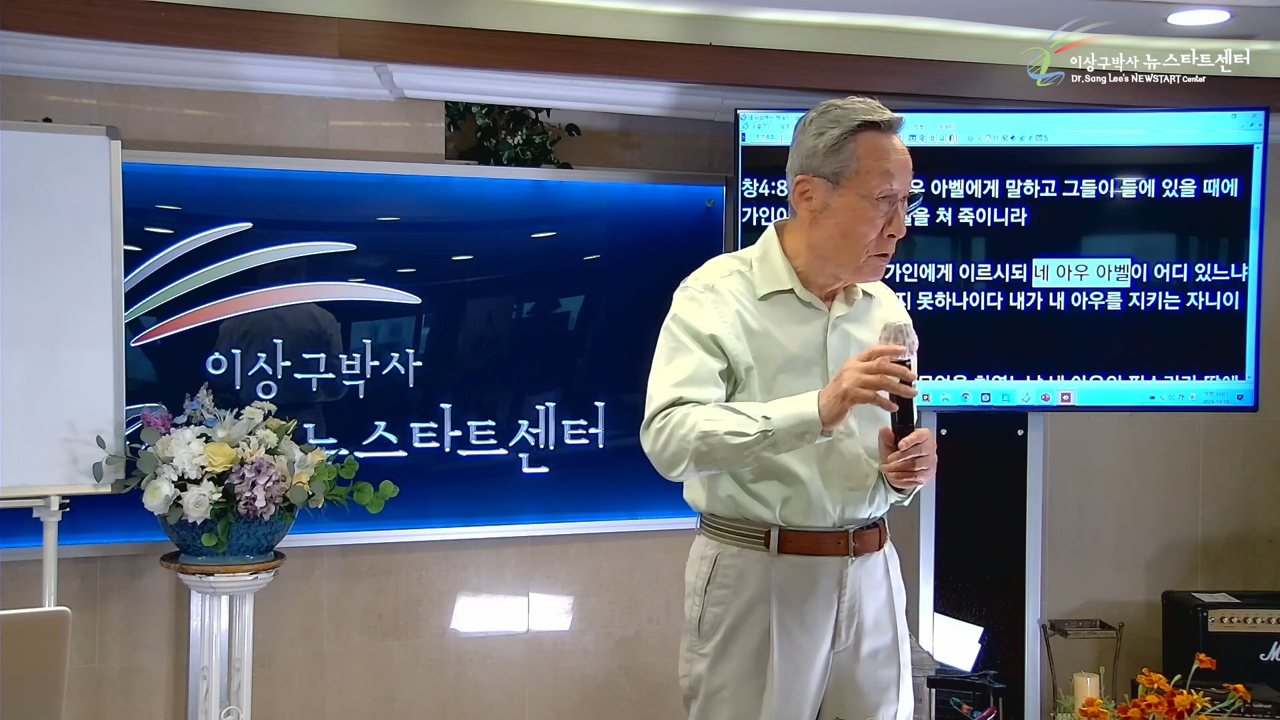 이상구박사 뉴스타트센터
Dr. Sang Lee's NEWSTART Center
이상구박사
뉴스타트센터
창4:8 아벨에게 말하고 그들이 들에 있을 때에
쳐 죽이니라
가인에게 이르시되 네 아우 아벨이 어디 있느냐
못하나이다 내가 내 아우를 지키는 자니이